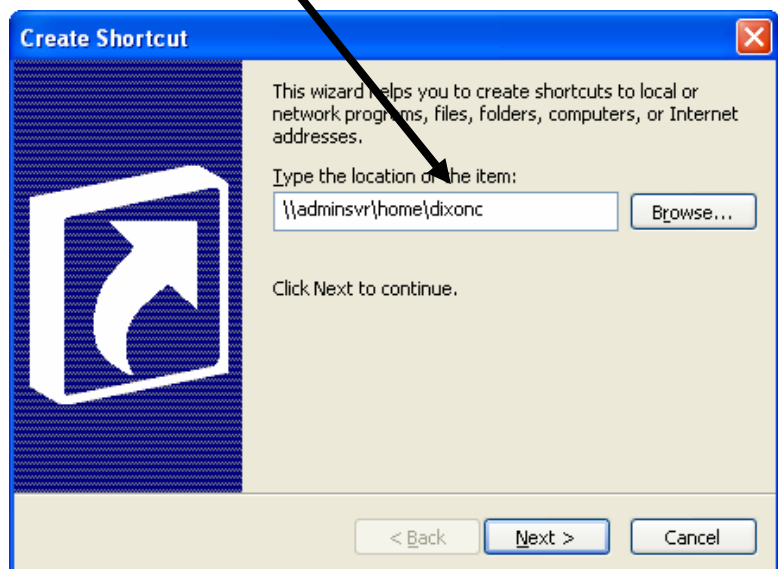 Create Shortcut
This wizard helps you to create shortcuts to local or
network programs, files, folders, computers, or Internet
addresses.
Type the location of the item:
\\adminsvr\home\dixonc
Browse...
Click Next to continue.
< Back
Next >
Cancel